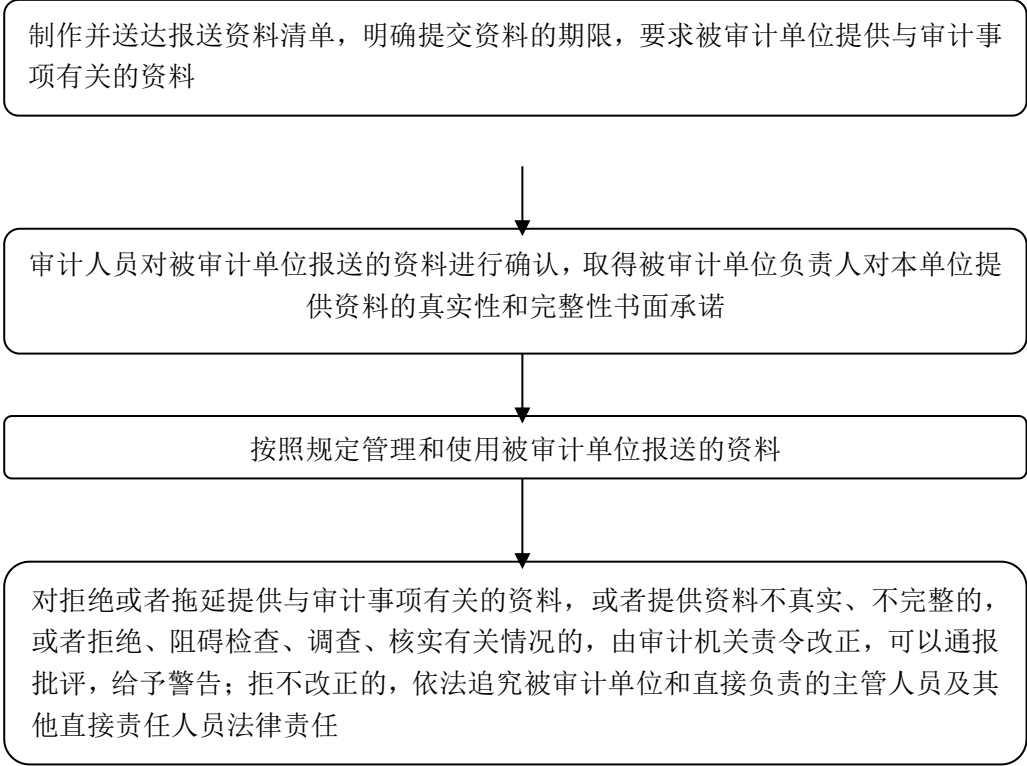 制作并送达报送资料清单，明确提交资料的期限，要求被审计单位提供与审计事
项有关的资料
审计人员对被审计单位报送的资料进行确认，取得被审计单位负责人对本单位提
供资料的真实性和完整性书面承诺
按照规定管理和使用被审计单位报送的资料
对拒绝或者拖延提供与审计事项有关的资料，或者提供资料不真实、不完整的，
或者拒绝、阻碍检查、调查、核实有关情况的，由审计机关责令改正，可以通报
批评，给予警告；拒不改正的，依法追究被审计单位和直接负责的主管人员及其
他直接责任人员法律责任